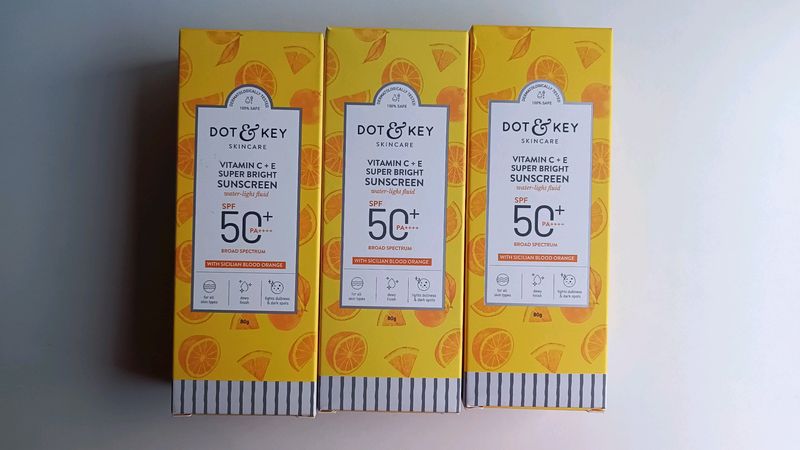 DERMATOLOGICALLY TESTED
100% SAFE
DOT & KEY
SKINCARE
VITAMIN C + E
SUPER BRIGHT
SUNSCREEN
water-light fluid
SPF
50+
PA++++
BROAD SPECTRUM
WITH SICILIAN BLOOD ORANGE
for all
skin types
dewy
finish
fights dullness
& dark spots
80g
DERMATOLOGICALLY TESTED
100% SAFE
DOT & KEY
SKINCARE
VITAMIN C + E
SUPER BRIGHT
SUNSCREEN
water-light fluid
SPF
50+
PA++++
BROAD SPECTRUM
WITH SICILIAN BLOOD ORANGE
for all
skin types
dewy
finish
fights dullness
& dark spots
80g
DERMATOLOGICALLY TESTED
100% SAFE
DOT & KEY
SKINCARE
VITAMIN C + E
SUPER BRIGHT
SUNSCREEN
water-light fluid
SPF
50+
PA++++
BROAD SPECTRUM
WITH SICILIAN BLOOD ORANGE
for all
skin types
dewy
finish
fights dullness
& dark spots
80g